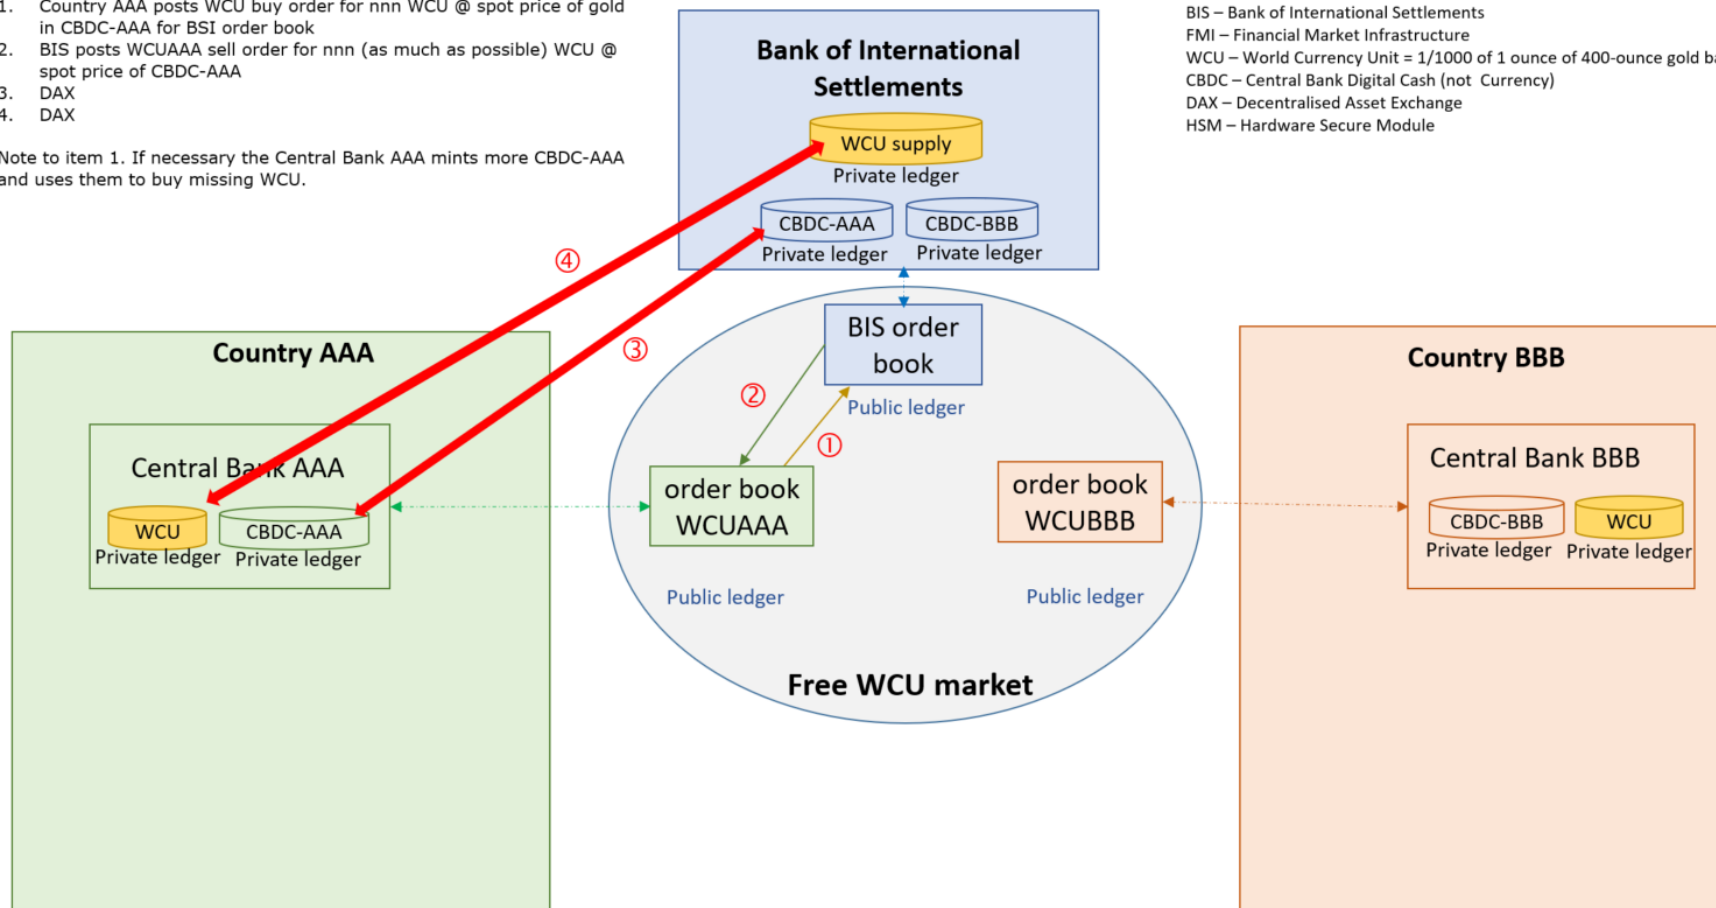 1. Country AAA posts WCU buy order for nnn WCU @ spot price of gold
in CBDC-AAA for BSI order book
2. BIS posts WCUAAA sell order for nnn (as much as possible) WCU @
spot price of CBDC-AAA
3. DAX
4. DAX
Note to item 1. If necessary the Central Bank AAA mints more CBDC-AAA
and uses them to buy missing WCU.
BIS – Bank of International Settlements
FMI – Financial Market Infrastructure
WCU – World Currency Unit = 1/1000 of 1 ounce of 400-ounce gold
CBDC – Central Bank Digital Cash (not Currency)
DAX – Decentralised Asset Exchange
HSM – Hardware Secure Module
Bank of International
Settlements
WCU supply
Private ledger
CBDC-AAA
Private ledger
CBDC-BBB
Private ledger
④
③
②
①
BIS order
book
Public ledger
Country AAA
Central Bank AAA
WCU
Private ledger
CBDC-AAA
Private ledger
order book
WCUAAA
Public ledger
order book
WCUBBB
Public ledger
Free WCU market
Country BBB
Central Bank BBB
CBDC-BBB
Private ledger
WCU
Private ledger